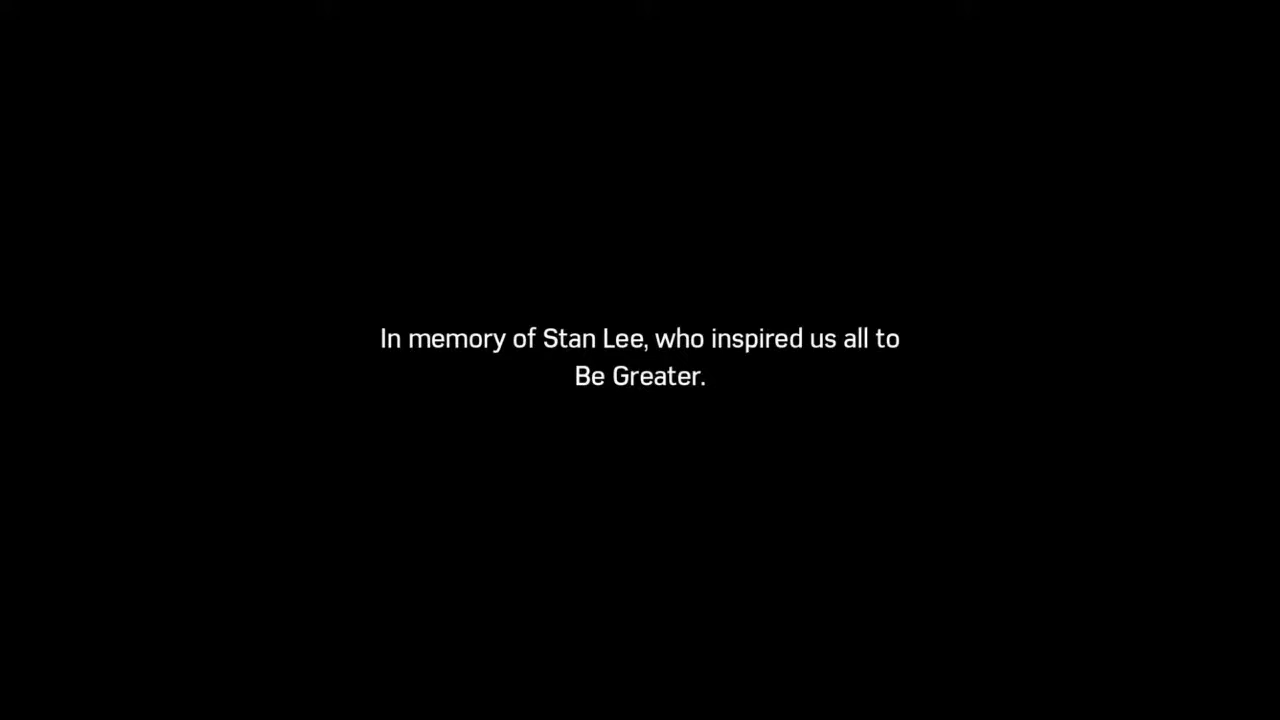 In memory of Stan Lee, who inspired us all to
Be Greater.